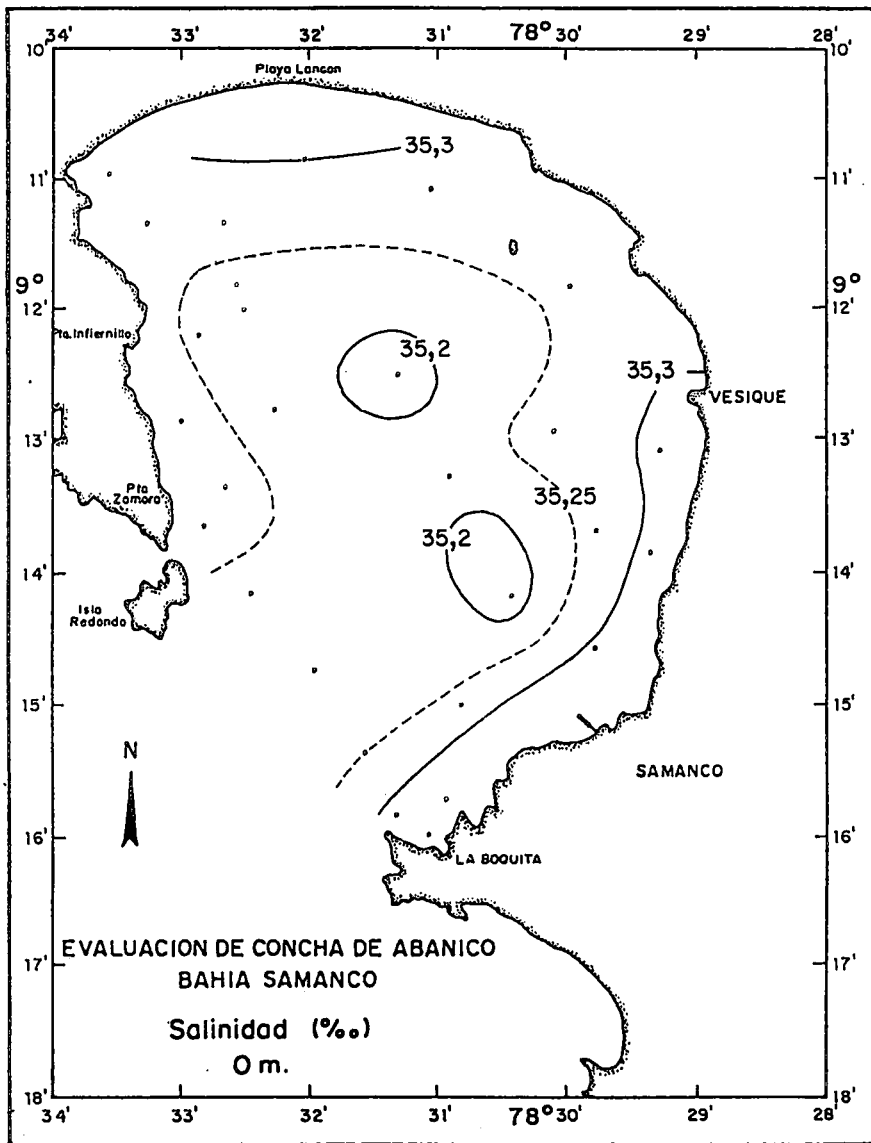 34' 33' 32' 31' 78° 30' 29' 28'
10' 10'
Playa Lancon
35,3
11' 11'
9° 9°
12' 12'
ta. Infiernillo
35,2
35,3
VESIQUE
13' 13'
Pta
Zamora
35,25
35,2
14' 14'
Isla
Redonda
15' 15'
N
SAMANCO
16' 16'
LA BOQUITA
EVALUACION DE CONCHA DE ABANICO
BAHIA SAMANCO
17' 17'
Salinidad (‰)
0 m.
18' 18'
34' 33' 32' 31' 78° 30' 29' 28'